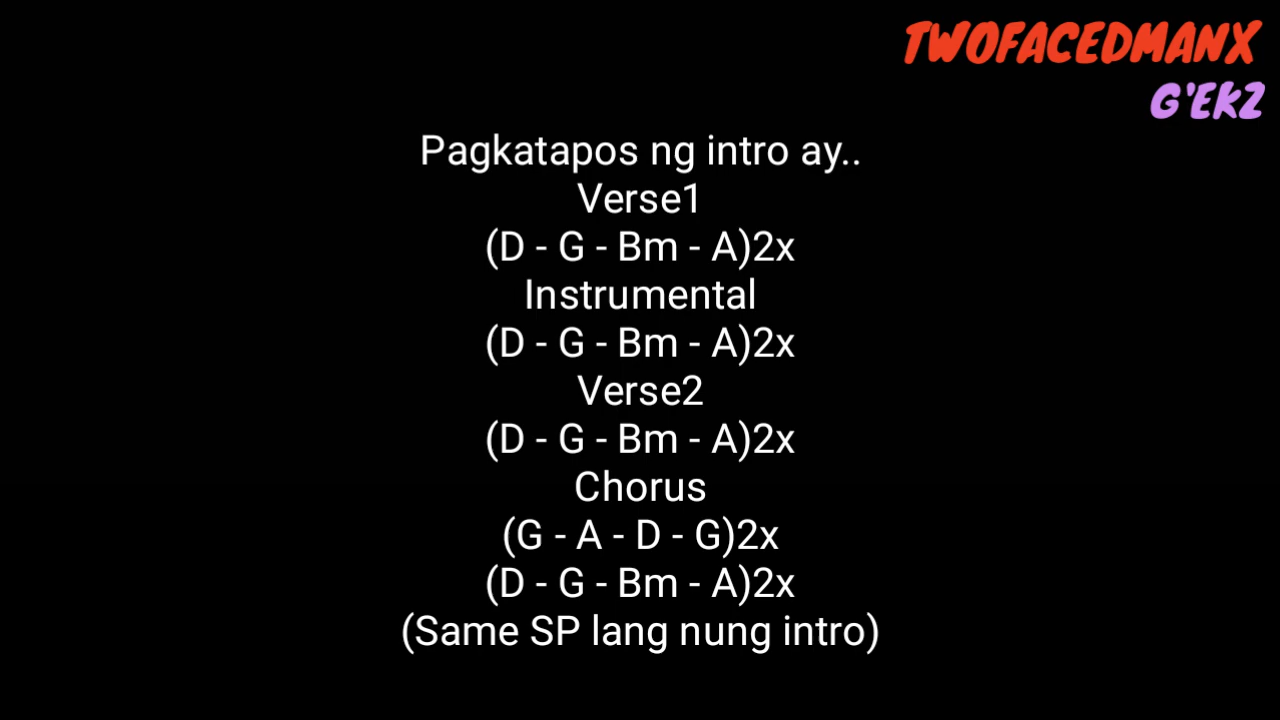 TWOFACEDMANX
G'EKZ
Pagkatapos ng intro ay..
Verse1
(D - G - Bm - A)2x
Instrumental
(D - G - Bm - A)2x
Verse2
(D - G - Bm - A)2x
Chorus
(G - A - D - G)2x
(D - G - Bm - A)2x
(Same SP lang nung intro)